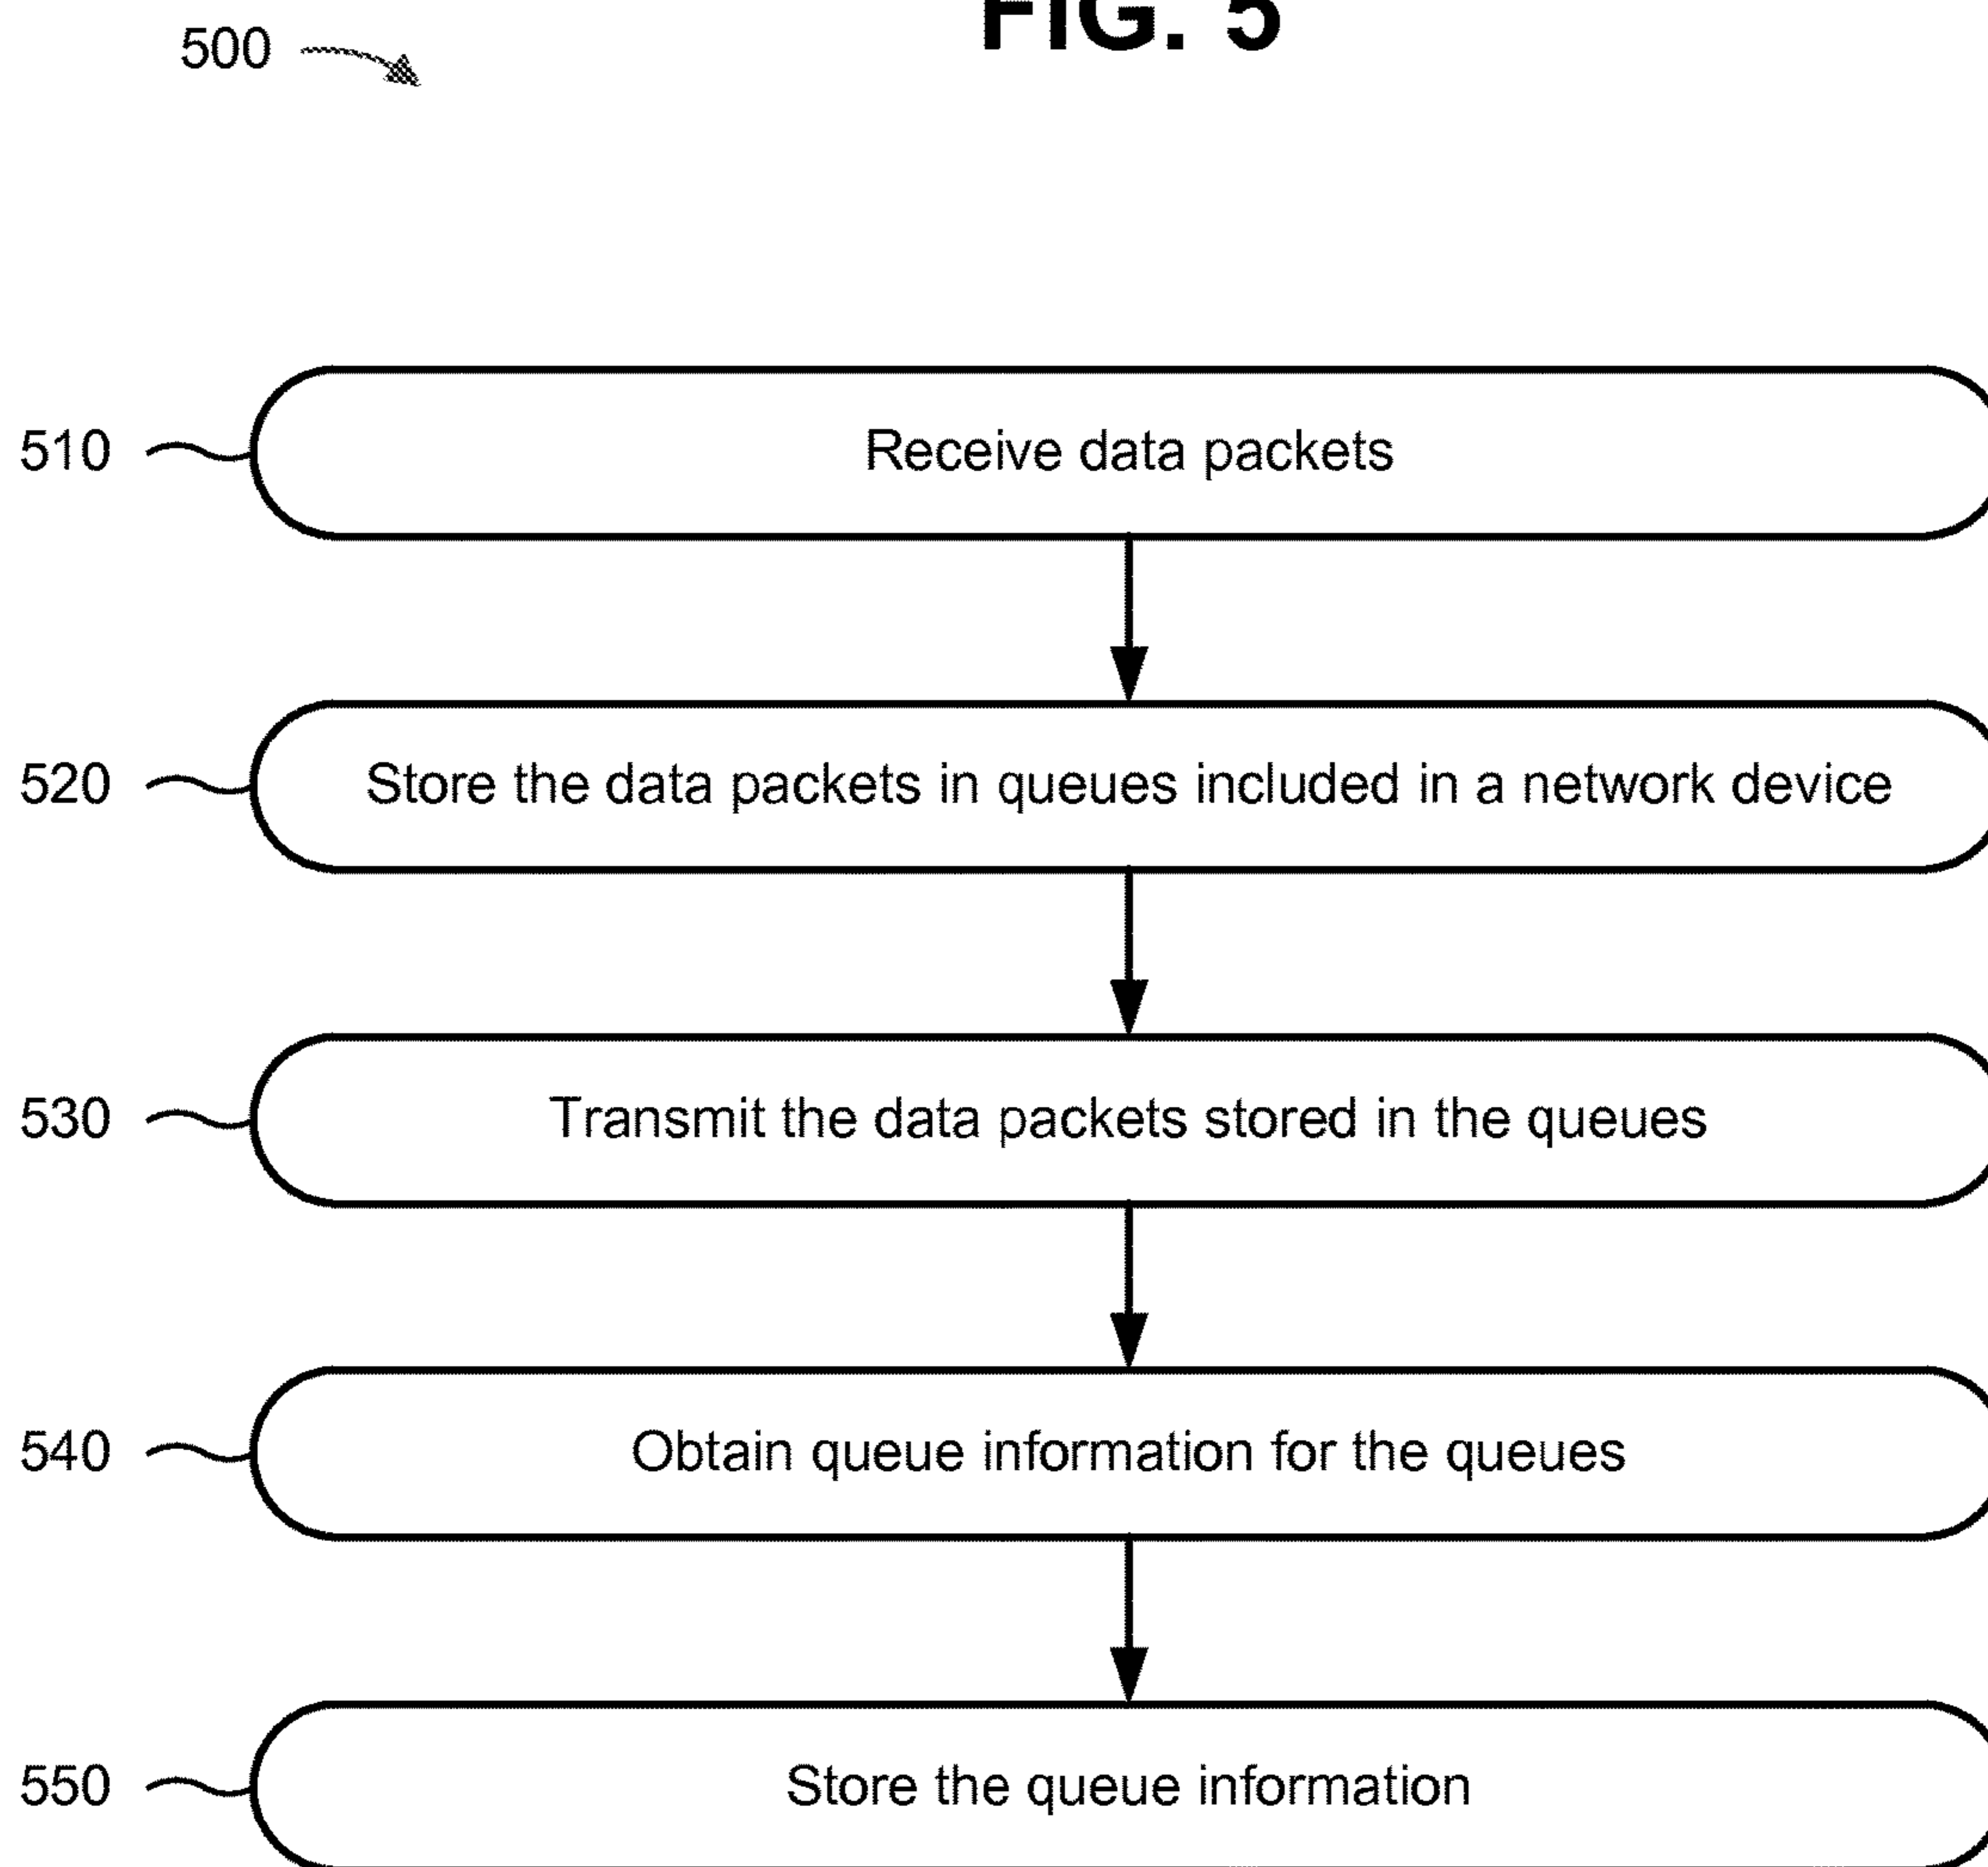 FIG. 5
500
510 Receive data packets
520 Store the data packets in queues included in a network device
530 Transmit the data packets stored in the queues
540 Obtain queue information for the queues
550 Store the queue information